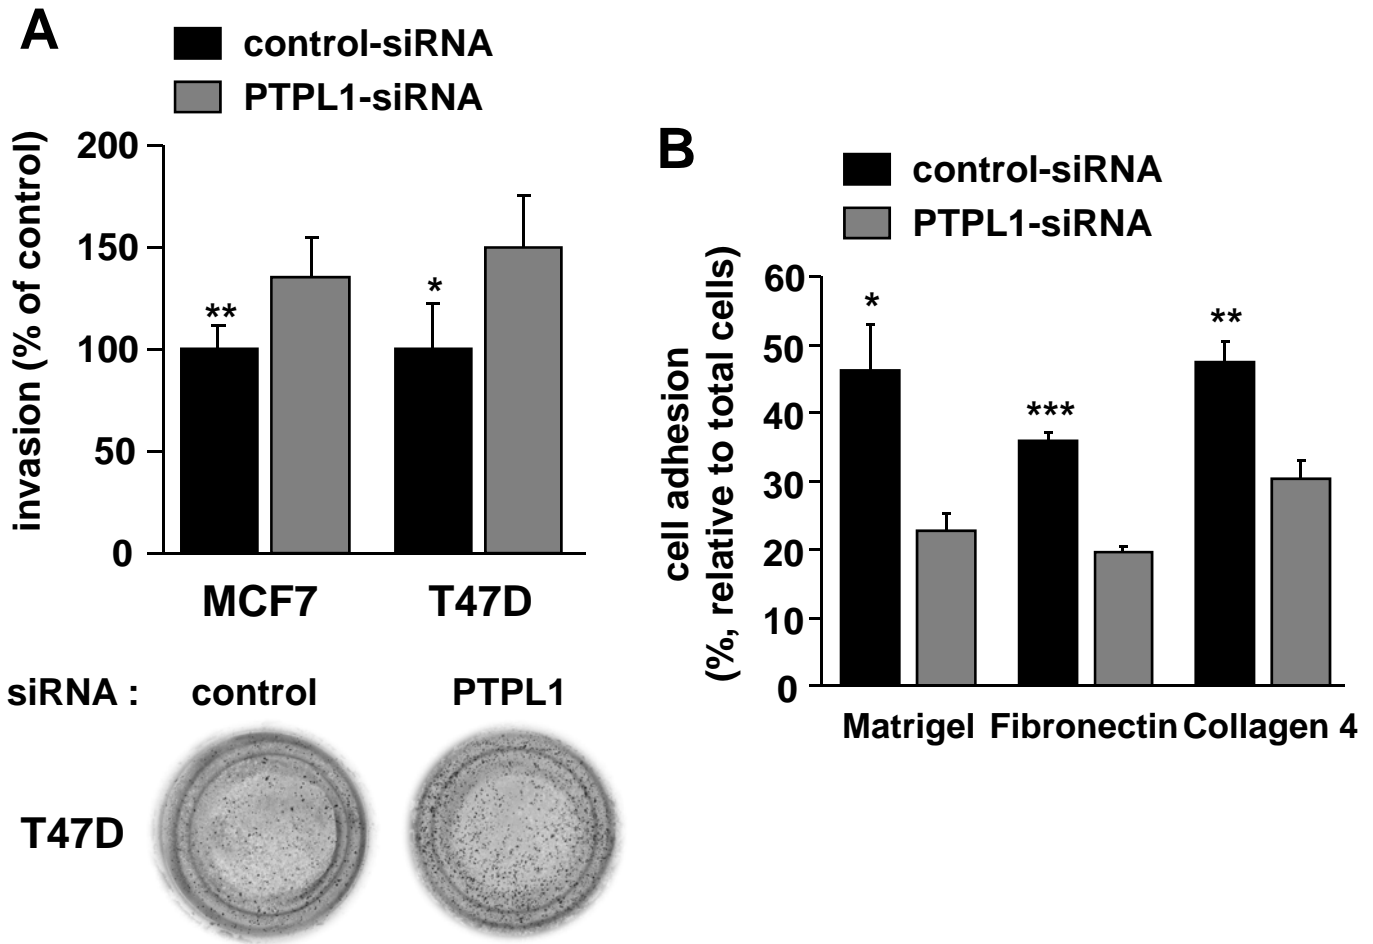 A
control-siRNA
PTPL1-siRNA
invasion (% of control)
200
150
100
50
0
**
*
MCF7 T47D
siRNA : control PTPL1
T47D
B
control-siRNA
PTPL1-siRNA
cell adhesion
(%, relative to total cells)
60
50
40
30
20
10
0
*
***
**
Matrigel Fibronectin Collagen 4